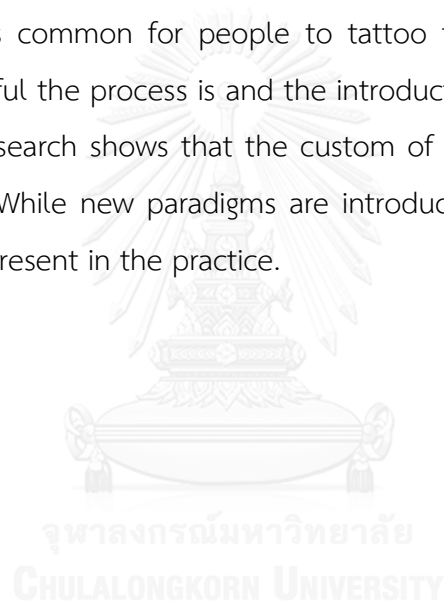 s common for people to tattoo
ful the process is and the introduct
search shows that the custom of
While new paradigms are introduc
resent in the practice.
จุฬาลงกรณ์มหาวิทยาลัย
CHULALONGKORN UNIVERSITY